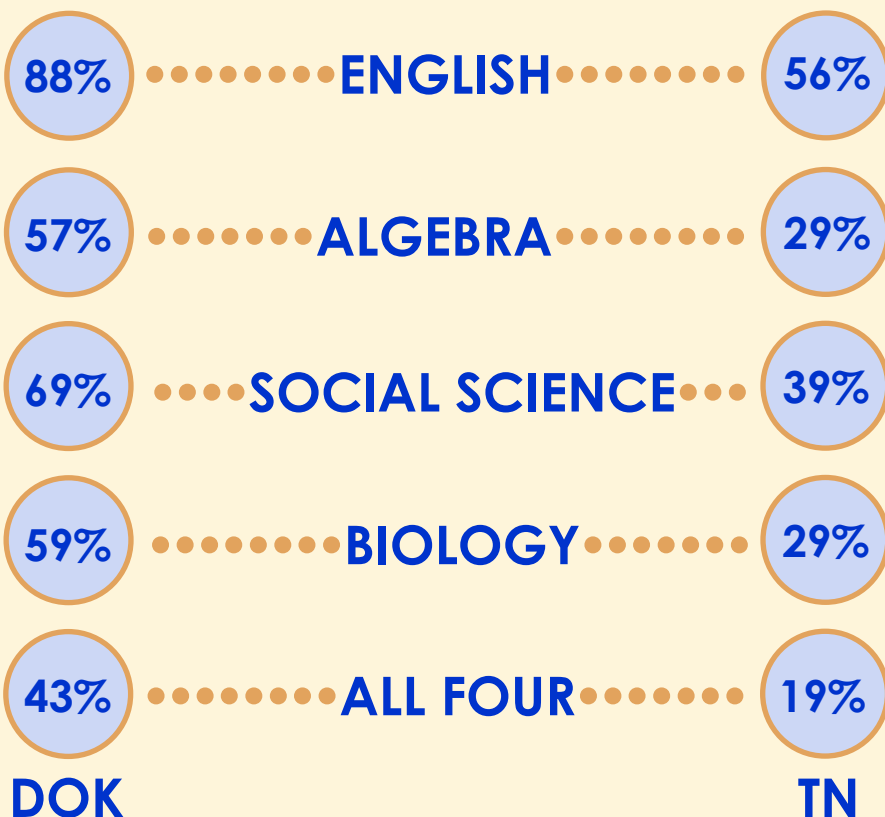 88% ENGLISH 56%
57% ALGEBRA 29%
69% SOCIAL SCIENCE 39%
59% BIOLOGY 29%
43% ALL FOUR 19%
DOK TN